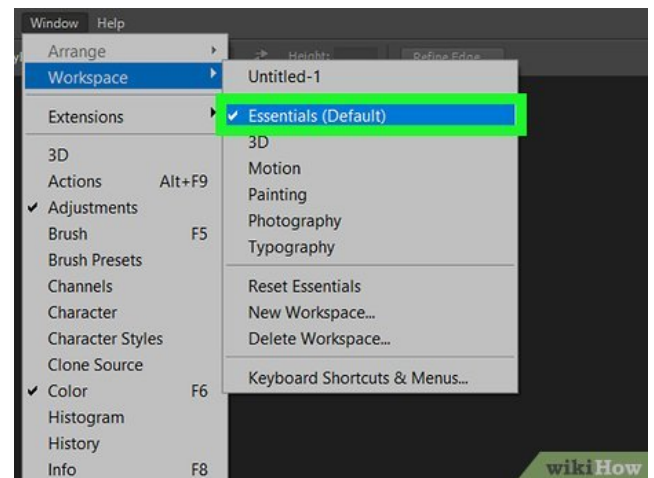 Window Help
Arrange
Height: Refine Edge...
Workspace
Untitled-1
Extensions
Essentials (Default)
3D
3D
Motion
Actions Alt+F9
Painting
Adjustments
Photography
Brush F5
Typography
Brush Presets
Channels
Reset Essentials
Character
New Workspace...
Character Styles
Delete Workspace...
Clone Source
Keyboard Shortcuts & Menus...
Color F6
Histogram
History
Info F8
wikiHow